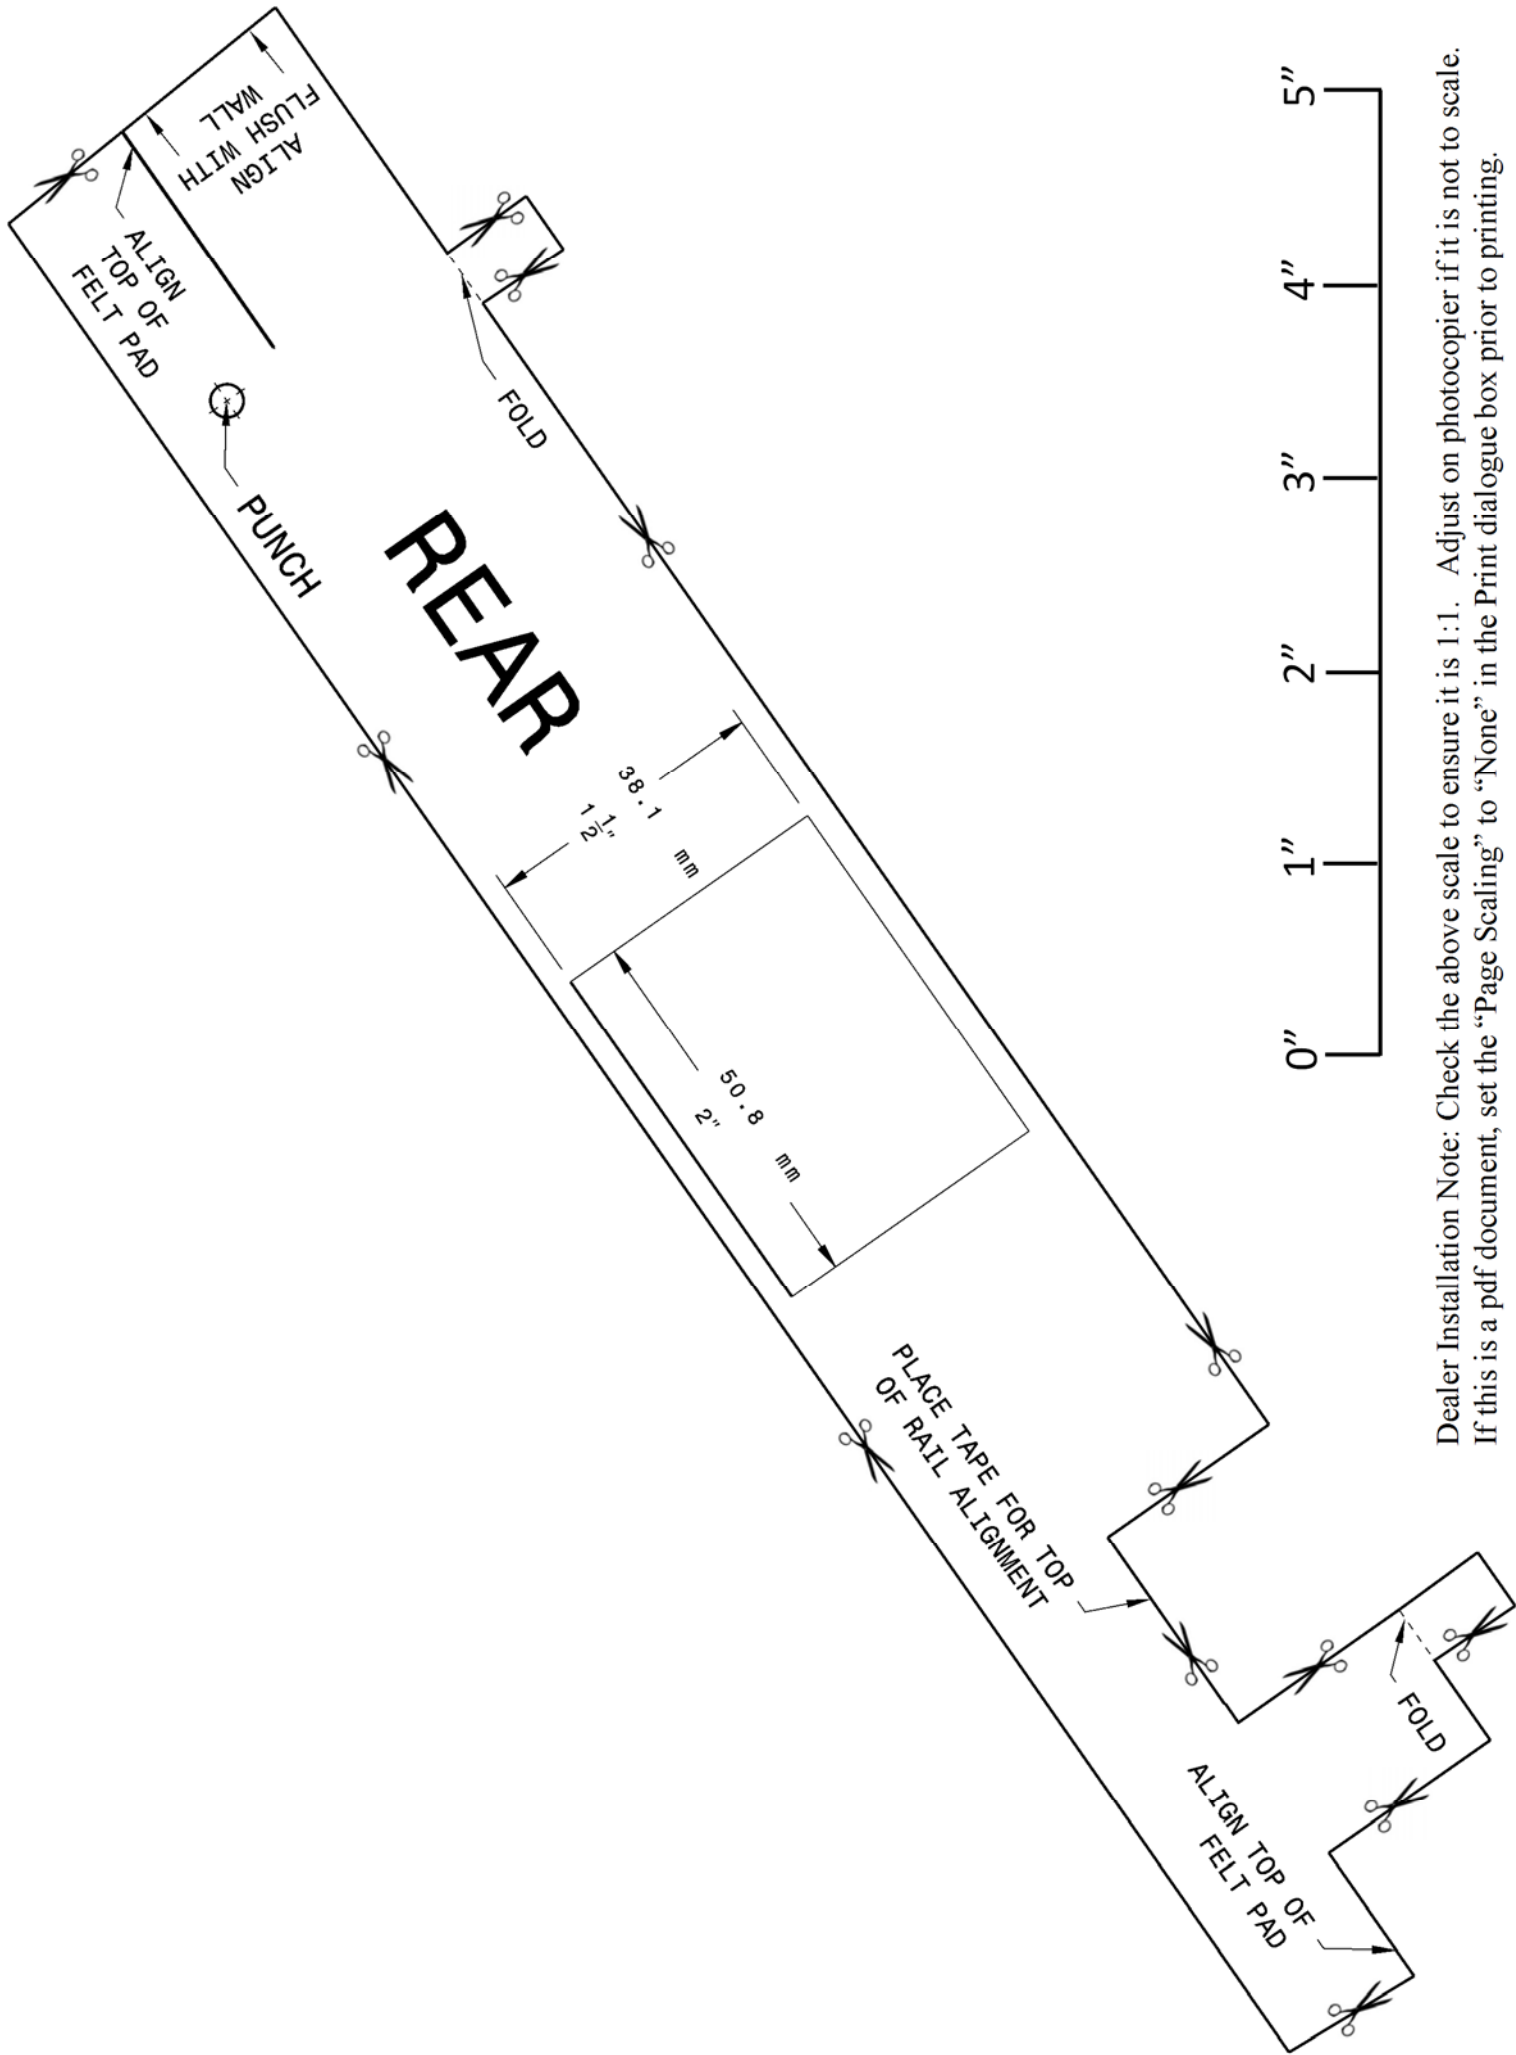 ALIGN
FLUSH WITH
WALL
ALIGN
TOP OF
FELT PAD
FOLD
PUNCH
REAR
38.1 mm
1 1/2"
50.8 mm
2"
PLACE TAPE FOR TOP
OF RAIL ALIGNMENT
FOLD
ALIGN TOP OF
FELT PAD
0” 1” 2” 3” 4” 5”
Dealer Installation Note: Check the above scale to ensure it is 1:1. Adjust on photocopier if it is not to scale.
If this is a pdf document, set the “Page Scaling” to “None” in the Print dialogue box prior to printing.